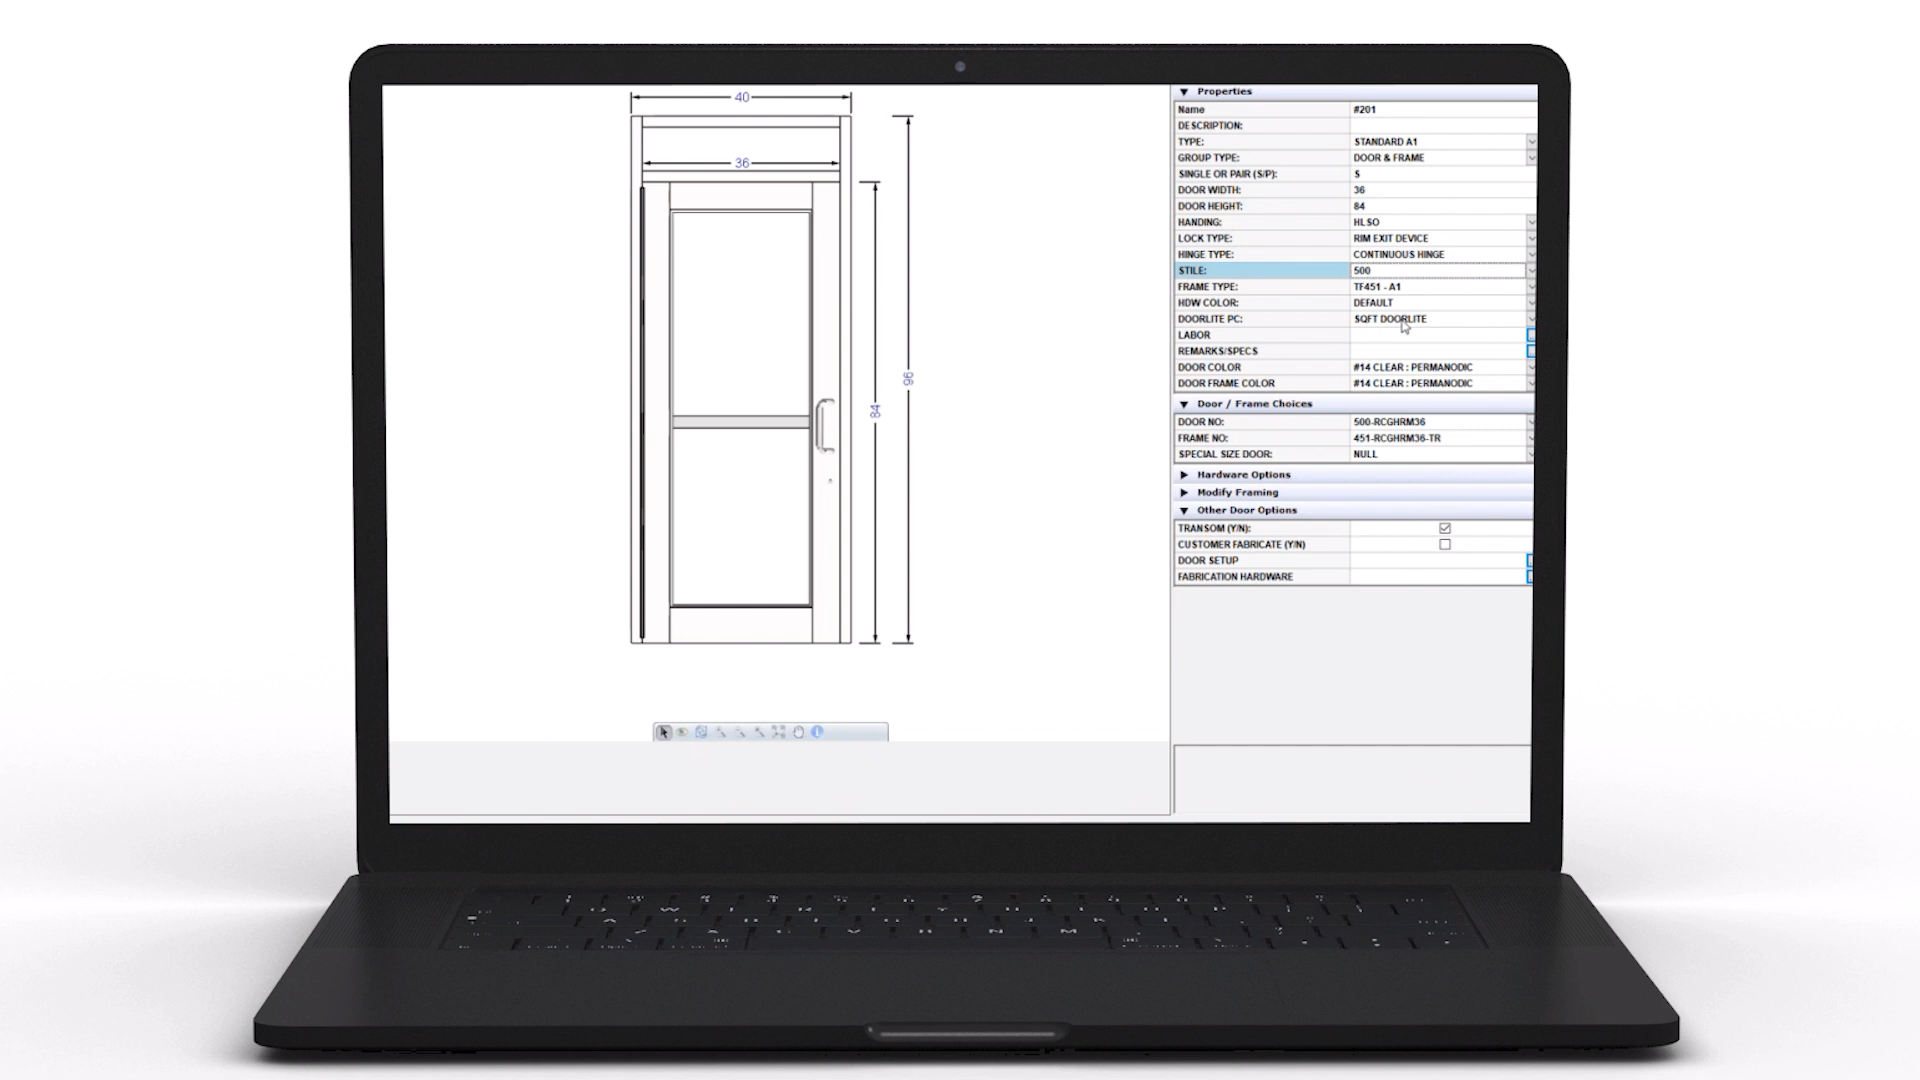 40
36
96
84
Properties
Name #201
DESCRIPTION:
TYPE: STANDARD A1
GROUP TYPE: DOOR & FRAME
SINGLE OR PAIR (S/P): S
DOOR WIDTH: 36
DOOR HEIGHT: 84
HANDING: HLSO
LOCK TYPE: RIM EXIT DEVICE
HINGE TYPE: CONTINUOUS HINGE
STILE: 500
FRAME TYPE: TF451 - A1
HDW COLOR: DEFAULT
DOORLITE PC: SQFT DOORLITE
LABOR
REMARKS/SPECS
DOOR COLOR #14 CLEAR : PERMANODIC
DOOR FRAME COLOR #14 CLEAR : PERMANODIC
Door / Frame Choices
DOOR NO: 500-RCGHRM36
FRAME NO: 451-RCGHRM36-TR
SPECIAL SIZE DOOR: NULL
Hardware Options
Modify Framing
Other Door Options
TRANSOM (Y/N):
CUSTOMER FABRICATE (Y/N)
DOOR SETUP
FABRICATION HARDWARE